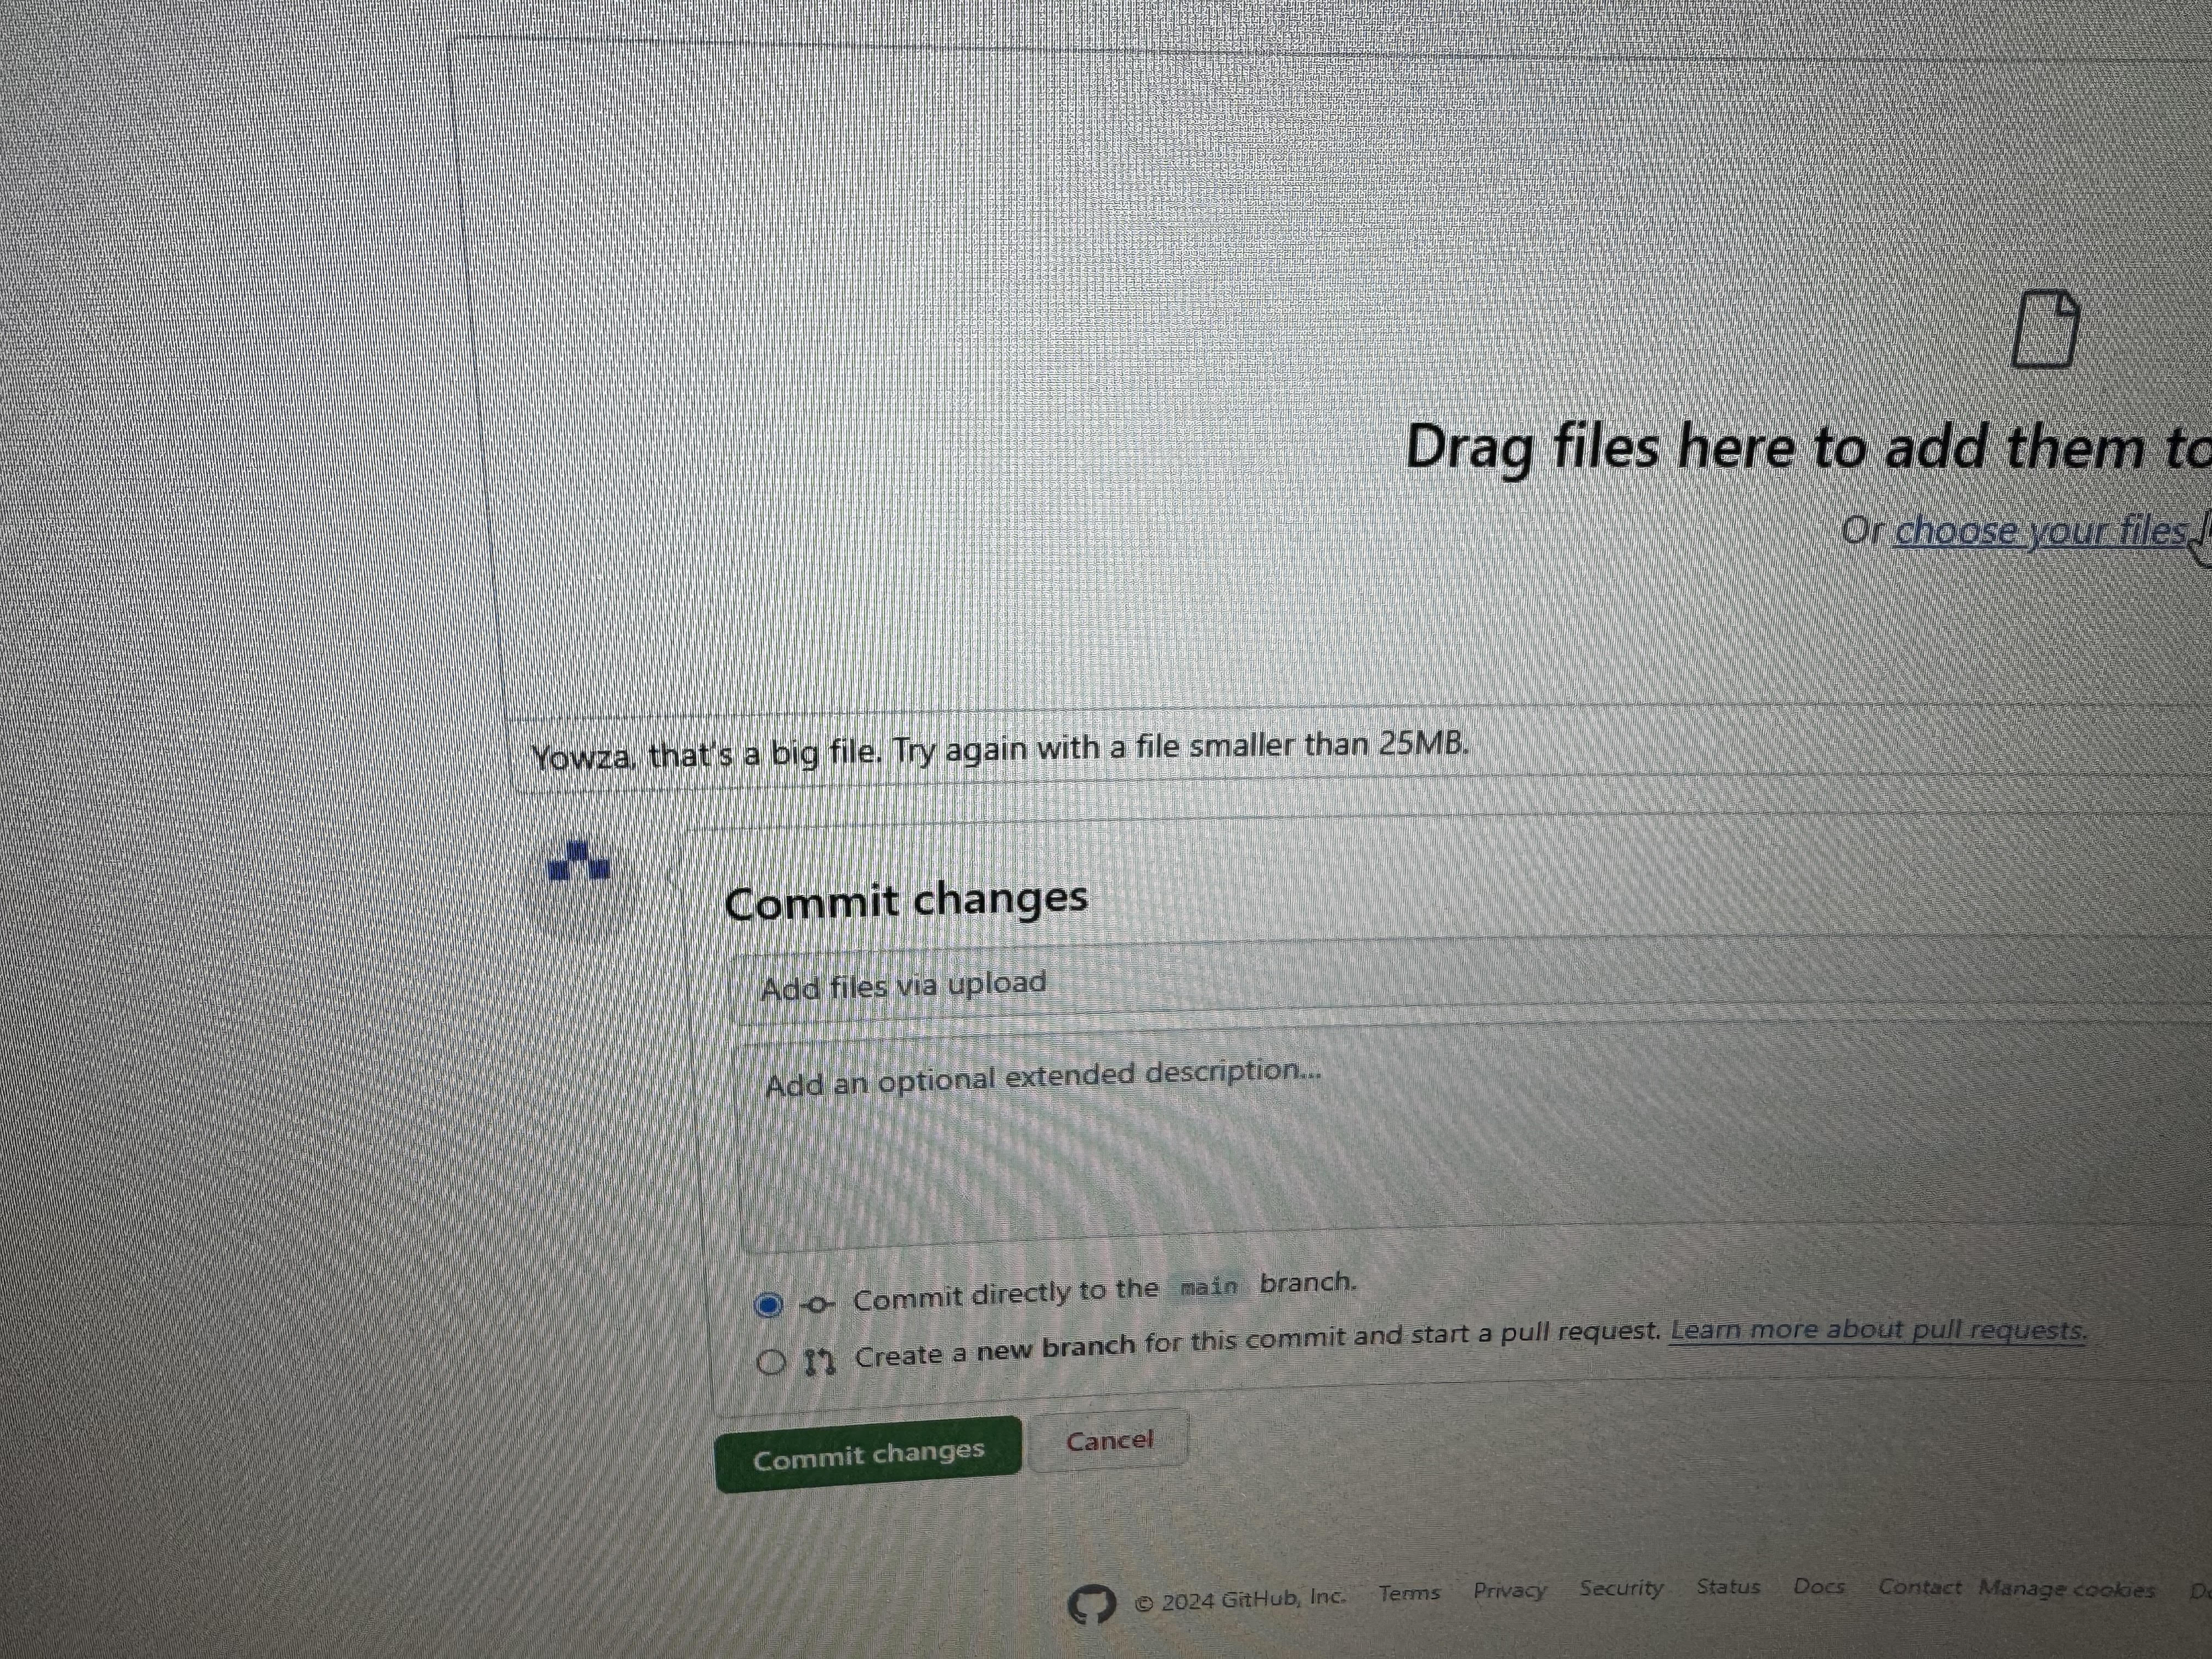 Drag files here to add them to
Or choose your files
Yowza, that's a big file. Try again with a file smaller than 25MB.
Commit changes
Add files via upload
Add an optional extended description...
Commit directly to the main branch.
Create a new branch for this commit and start a pull request. Learn more about pull requests.
Commit changes
Cancel
© 2024 GitHub, Inc. Terms Privacy Security Status Docs Contact Manage cookies